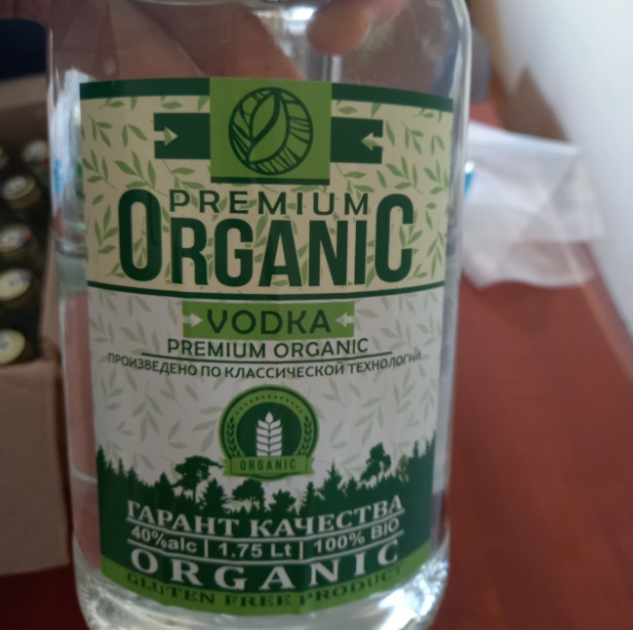 PREMIUM
ORGANIC
VODKA
PREMIUM ORGANIC
ПРОИЗВЕДЕНО ПО КЛАССИЧЕСКОЙ ТЕХНОЛОГИИ
ORGANIC
ГАРАНТ КАЧЕСТВА
40%alc | 1.75 Lt | 100% BIO
ORGANIC
GLUTEN FREE PRODUCT